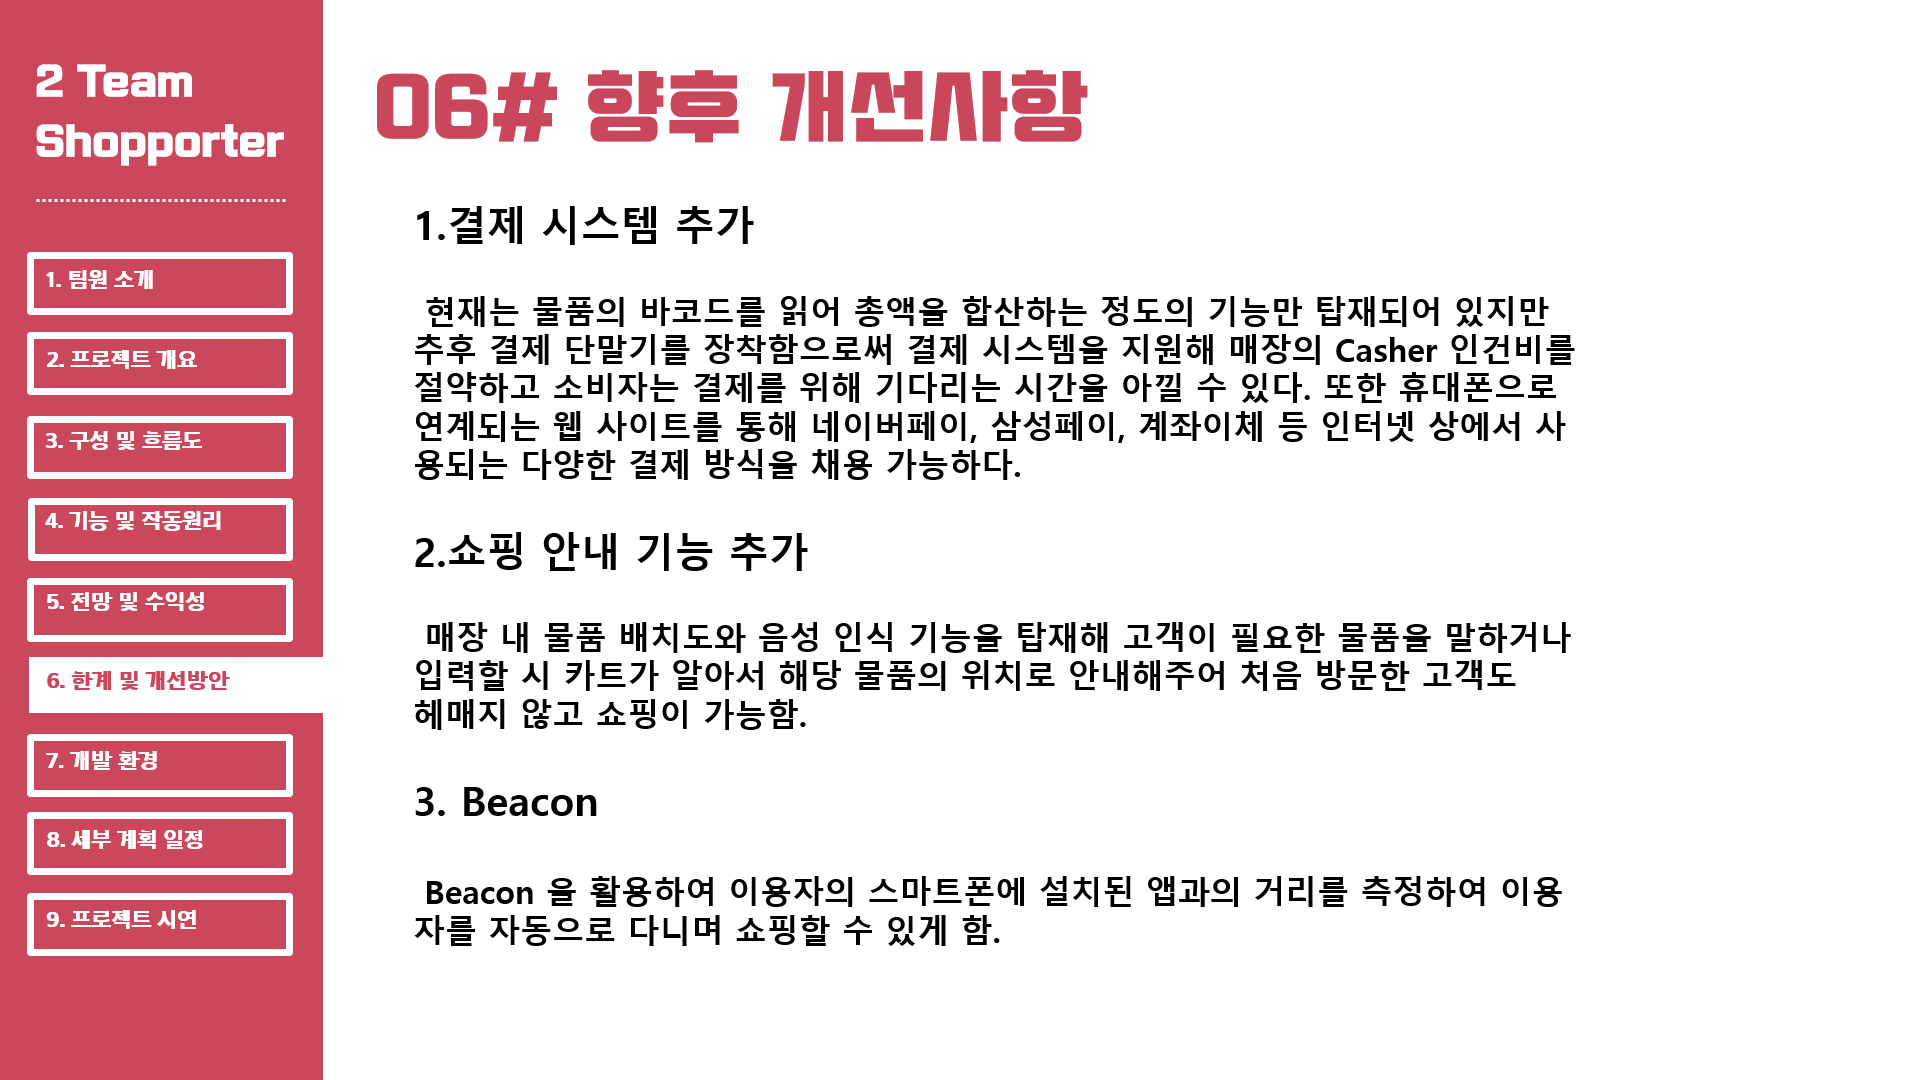 2 Team
Shopporter
1. 팀원 소개
2. 프로젝트 개요
3. 구성 및 흐름도
4. 기능 및 작동원리
5. 전망 및 수익성
6. 한계 및 개선방안
7. 개발 환경
8. 세부 계획 일정
9. 프로젝트 시연
06# 향후 개선사항
1.결제 시스템 추가
현재는 물품의 바코드를 읽어 총액을 합산하는 정도의 기능만 탑재되어 있지만
추후 결제 단말기를 장착함으로써 결제 시스템을 지원해 매장의 Casher 인건비를
절약하고 소비자는 결제를 위해 기다리는 시간을 아낄 수 있다. 또한 휴대폰으로
연계되는 웹 사이트를 통해 네이버페이, 삼성페이, 계좌이체 등 인터넷 상에서 사
용되는 다양한 결제 방식을 채용 가능하다.
2.쇼핑 안내 기능 추가
매장 내 물품 배치도와 음성 인식 기능을 탑재해 고객이 필요한 물품을 말하거나
입력할 시 카트가 알아서 해당 물품의 위치로 안내해주어 처음 방문한 고객도
헤매지 않고 쇼핑이 가능함.
3. Beacon
Beacon 을 활용하여 이용자의 스마트폰에 설치된 앱과의 거리를 측정하여 이용
자를 자동으로 다니며 쇼핑할 수 있게 함.